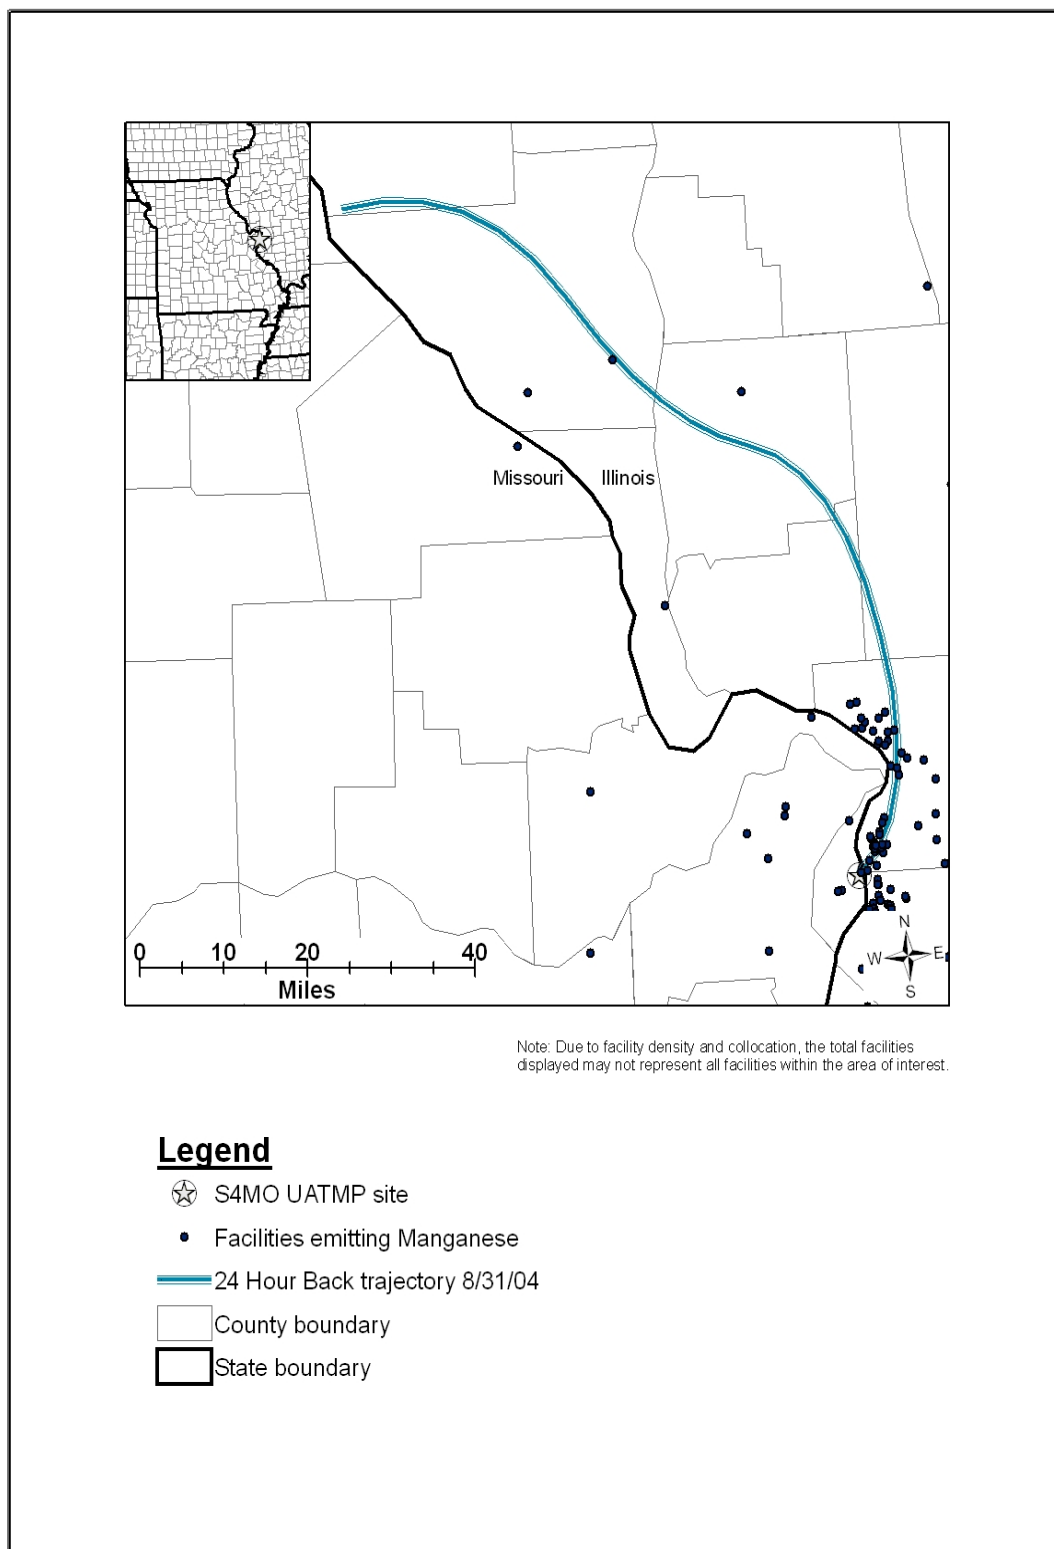 Missouri Illinois
0 10 20 40
Miles
N
W E
S
Note: Due to facility density and collocation, the total facilities
displayed may not represent all facilities within the area of interest.
Legend
S4MO UATMP site
Facilities emitting Manganese
24 Hour Back trajectory 8/31/04
County boundary
State boundary